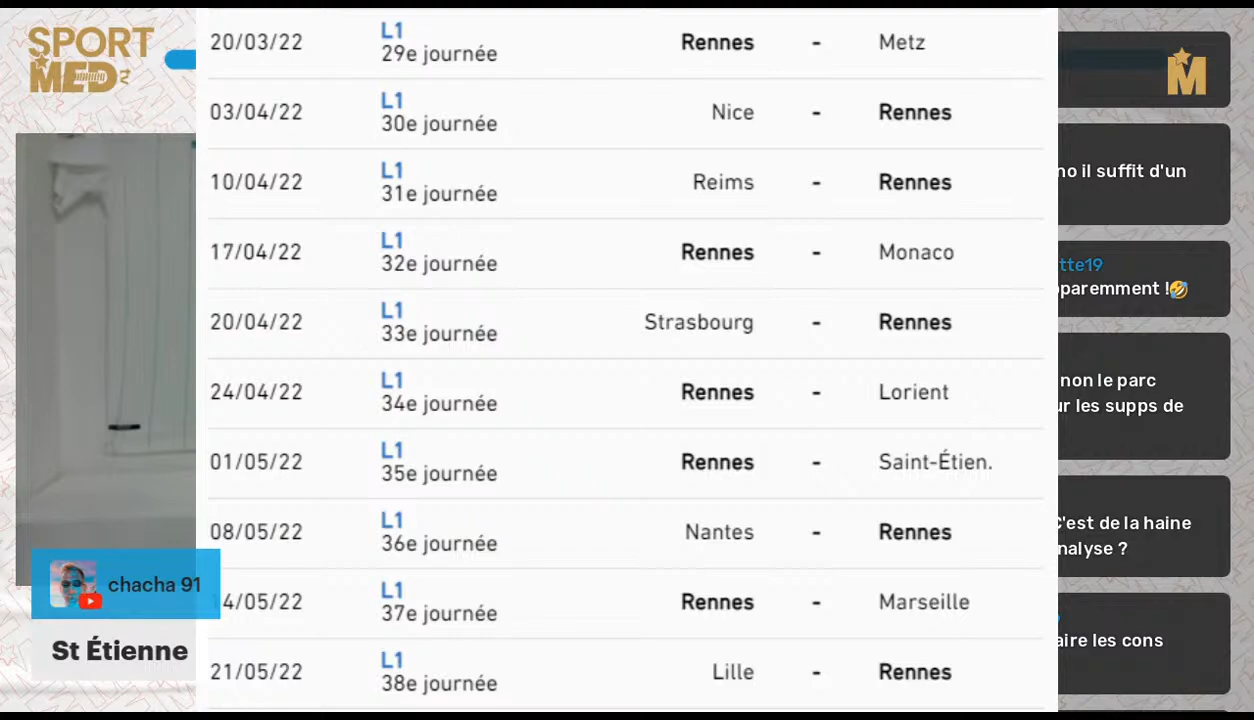 SPORT
MED
M
20/03/22 L1 Rennes - Metz
29e journée
03/04/22 L1 Nice - Rennes
30e journée
10/04/22 L1 Reims - Rennes
31e journée
17/04/22 L1 Rennes - Monaco
32e journée
20/04/22 L1 Strasbourg - Rennes
33e journée
24/04/22 L1 Rennes - Lorient
34e journée
01/05/22 L1 Rennes - Saint-Étien.
35e journée
08/05/22 L1 Nantes - Rennes
36e journée
14/05/22 L1 Rennes - Marseille
37e journée
21/05/22 L1 Lille - Rennes
38e journée
chacha 91
St Étienne
il suffit d'un
tte19
pparemment !🤣
non le parc
les supps de
C'est de la haine
nalyse ?
aire les cons